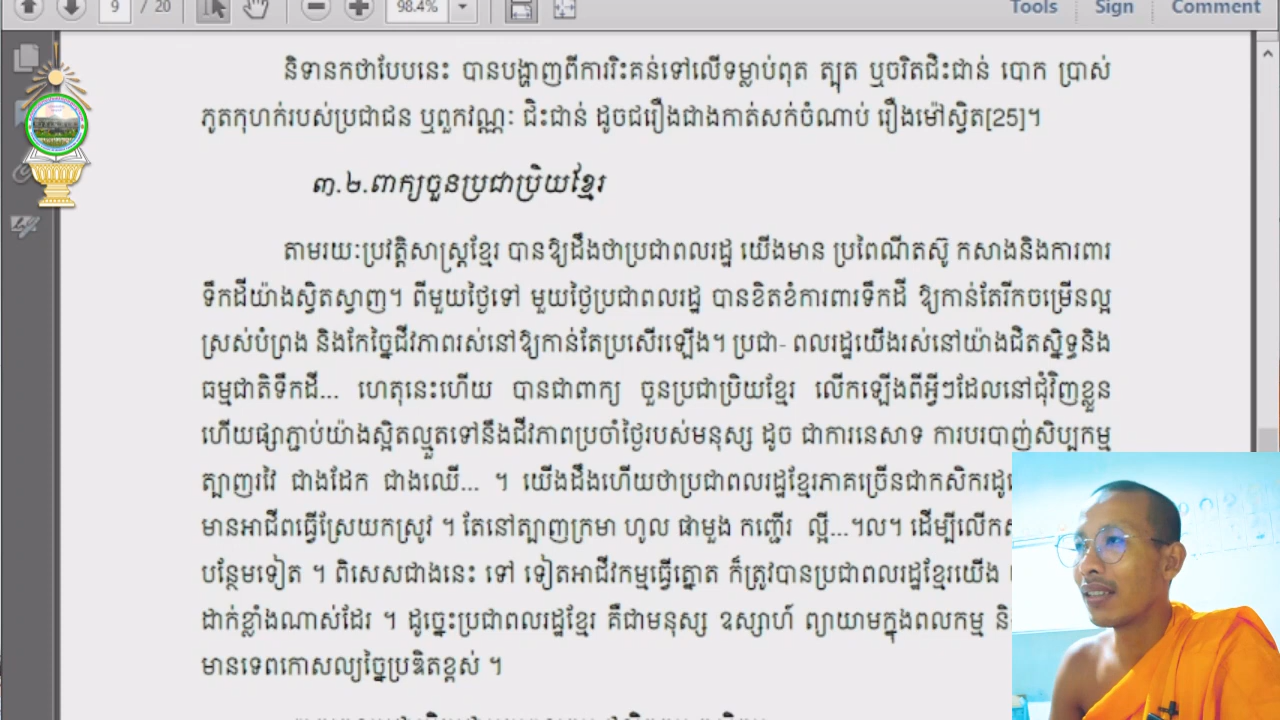 9 / 20 98.4% Tools Sign Comment
និទានកថាបែបនេះ បានបង្ហាញពីការរិះគន់ទៅលើទម្លាប់ពុត ត្បុត ឬចរិតជិះជាន់ បោក ប្រាស់
ភូតកុហក់របស់ប្រជាជន ឬពួកវណ្ណៈ ជិះជាន់ ដូចជរឿងជាងកាត់សក់ចំណាប់ រឿងម៉ៅស្វិត[25]។
៣.២.ពាក្យចួនប្រជាប្រិយខ្មែរ
តាមរយៈប្រវត្តិសាស្ត្រខ្មែរ បានឱ្យដឹងថាប្រជាពលរដ្ឋ យើងមាន ប្រពៃណីតស៊ូ កសាងនិងការពារ
ទឹកដីយ៉ាងស្វិតស្វាញ។ ពីមួយថ្ងៃទៅ មួយថ្ងៃប្រជាពលរដ្ឋ បានខិតខំការពារទឹកដី ឱ្យកាន់តែរីកចម្រើនល្អ
ស្រស់បំព្រង និងកែច្នៃជីវភាពរស់នៅឱ្យកាន់តែប្រសើរឡើង។ ប្រជា- ពលរដ្ឋយើងរស់នៅយ៉ាងជិតស្និទ្ធនិង
ធម្មជាតិទឹកដី... ហេតុនេះហើយ បានជាពាក្យ ចួនប្រជាប្រិយខ្មែរ លើកឡើងពីអ្វីៗដែលនៅជុំវិញខ្លួន
ហើយផ្សាភ្ជាប់យ៉ាងស្អិតល្មួតទៅនឹងជីវភាពប្រចាំថ្ងៃរបស់មនុស្ស ដូច ជាការនេសាទ ការបរបាញ់សិប្បកម្ម
ត្បាញរវៃ ជាងដែក ជាងឈើ... ។ យើងដឹងហើយថាប្រជាពលរដ្ឋខ្មែរភាគច្រើនជាកសិករ
មានអាជីពធ្វើស្រែយកស្រូវ ។ តែនៅត្បាញក្រមា ហូល ផាមួង កញ្ជើរ ល្អី...។ល។ ដើម្បី
បន្ថែមទៀត ។ ពិសេសជាងនេះ ទៅ ទៀតអាជីវកម្មធ្វើត្នោត ក៏ត្រូវបានប្រជាពលរដ្ឋខ្មែរយើង
ដាក់ខ្លាំងណាស់ដែរ ។ ដូច្នេះប្រជាពលរដ្ឋខ្មែរ គឺជាមនុស្ស ឧស្សាហ៍ ព្យាយាមក្នុងពលកម្ម
មានទេពកោសល្យច្នៃប្រឌិតខ្ពស់ ។